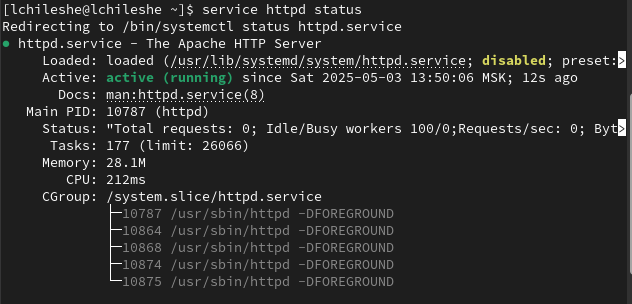 [lchileshe@lchileshe ~]$ service httpd status
Redirecting to /bin/systemctl status httpd.service
● httpd.service - The Apache HTTP Server
     Loaded: loaded (/usr/lib/systemd/system/httpd.service; disabled; preset:>
     Active: active (running) since Sat 2025-05-03 13:50:06 MSK; 12s ago
       Docs: man:httpd.service(8)
   Main PID: 10787 (httpd)
     Status: "Total requests: 0; Idle/Busy workers 100/0;Requests/sec: 0; Byt>
      Tasks: 177 (limit: 26066)
     Memory: 28.1M
        CPU: 212ms
     CGroup: /system.slice/httpd.service
             ├─10787 /usr/sbin/httpd -DFOREGROUND
             ├─10864 /usr/sbin/httpd -DFOREGROUND
             ├─10868 /usr/sbin/httpd -DFOREGROUND
             ├─10874 /usr/sbin/httpd -DFOREGROUND
             └─10875 /usr/sbin/httpd -DFOREGROUND